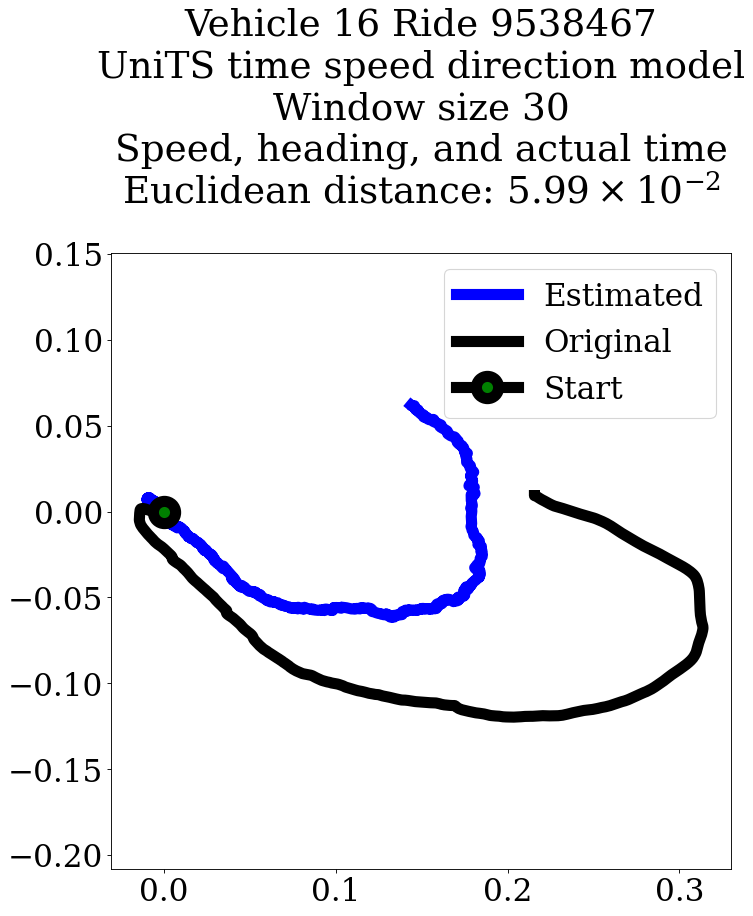 Vehicle 16 Ride 9538467
UniTS time speed direction model
Window size 30
Speed, heading, and actual time
Euclidean distance: 5.99 × 10⁻²
0.15
Estimated
0.10
Original
Start
0.05
0.00
−0.05
−0.10
−0.15
−0.20
0.0 0.1 0.2 0.3